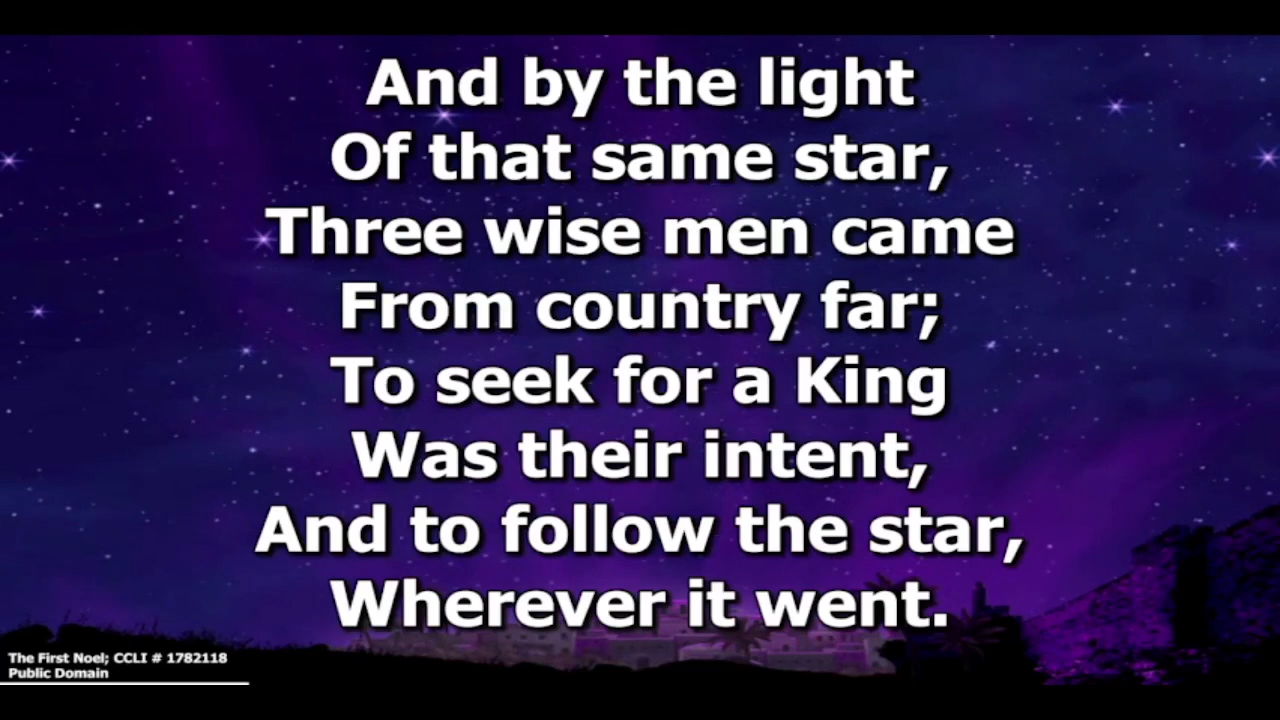 And by the light
Of that same star,
Three wise men came
From country far;
To seek for a King
Was their intent,
And to follow the star,
Wherever it went.
The First Noel; CCLI # 1782118
Public Domain